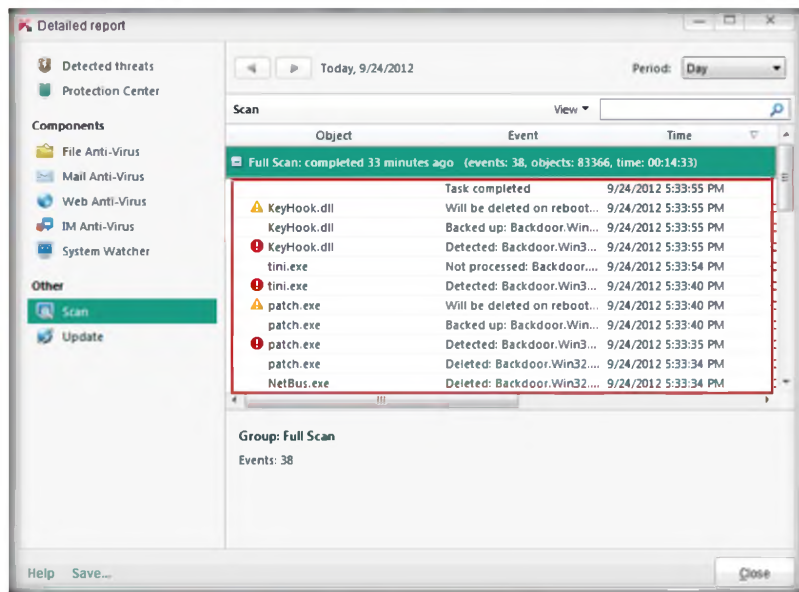 Detailed report
Detected threats
Protection Center
Components
File Anti-Virus
Mail Anti-Virus
Web Anti-Virus
IM Anti-Virus
System Watcher
Other
Scan
Update
Today, 9/24/2012
Period: Day
Scan View
Object Event Time
Full Scan: completed 33 minutes ago (events: 38, objects: 83366, time: 00:14:33)
Task completed 9/24/2012 5:33:55 PM
KeyHook.dll Will be deleted on reboot... 9/24/2012 5:33:55 PM
KeyHook.dll Backed up: Backdoor.Win... 9/24/2012 5:33:55 PM
KeyHook.dll Detected: Backdoor.Win3... 9/24/2012 5:33:55 PM
tini.exe Not processed: Backdoor.... 9/24/2012 5:33:54 PM
tini.exe Detected: Backdoor.Win3... 9/24/2012 5:33:40 PM
patch.exe Will be deleted on reboot... 9/24/2012 5:33:40 PM
patch.exe Backed up: Backdoor.Win... 9/24/2012 5:33:40 PM
patch.exe Detected: Backdoor.Win3... 9/24/2012 5:33:35 PM
patch.exe Deleted: Backdoor.Win32.... 9/24/2012 5:33:34 PM
NetBus.exe Deleted: Backdoor.Win32.... 9/24/2012 5:33:34 PM
Group: Full Scan
Events: 38
Help Save...
Close